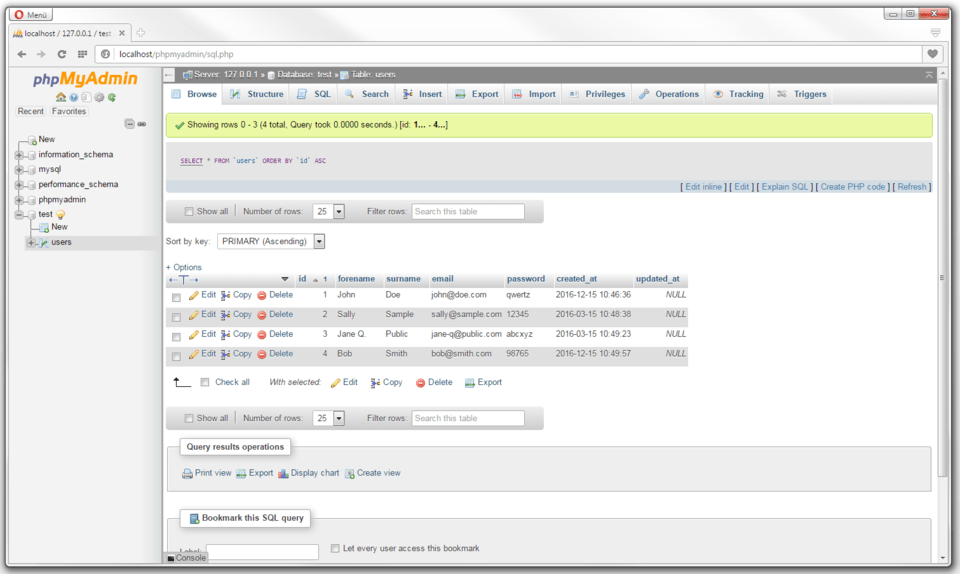 Menü
localhost / 127.0.0.1 / test
localhost/phpmyadmin/sql.php
phpMyAdmin
Recent Favorites
New
information_schema
mysql
performance_schema
phpmyadmin
test
New
users
Server: 127.0.0.1 » Database: test » Table: users
Browse Structure SQL Search Insert Export Import Privileges Operations Tracking Triggers
Showing rows 0 - 3 (4 total, Query took 0.0000 seconds.) [id: 1... - 4...]
SELECT * FROM `users` ORDER BY `id` ASC
[ Edit inline ] [ Edit ] [ Explain SQL ] [ Create PHP code ] [ Refresh ]
Show all Number of rows: 25 Filter rows: Search this table
Sort by key: PRIMARY (Ascending)
+ Options
←T→ id 1 forename surname email password created_at updated_at
Edit Copy Delete 1 John Doe john@doe.com qwertz 2016-12-15 10:46:36 NULL
Edit Copy Delete 2 Sally Sample sally@sample.com 12345 2016-03-15 10:48:38 NULL
Edit Copy Delete 3 Jane Q. Public jane-q@public.com abcxyz 2016-03-15 10:49:23 NULL
Edit Copy Delete 4 Bob Smith bob@smith.com 98765 2016-12-15 10:49:57 NULL
Check all With selected: Edit Copy Delete Export
Show all Number of rows: 25 Filter rows: Search this table
Query results operations
Print view Export Display chart Create view
Bookmark this SQL query
Label: Let every user access this bookmark
Console